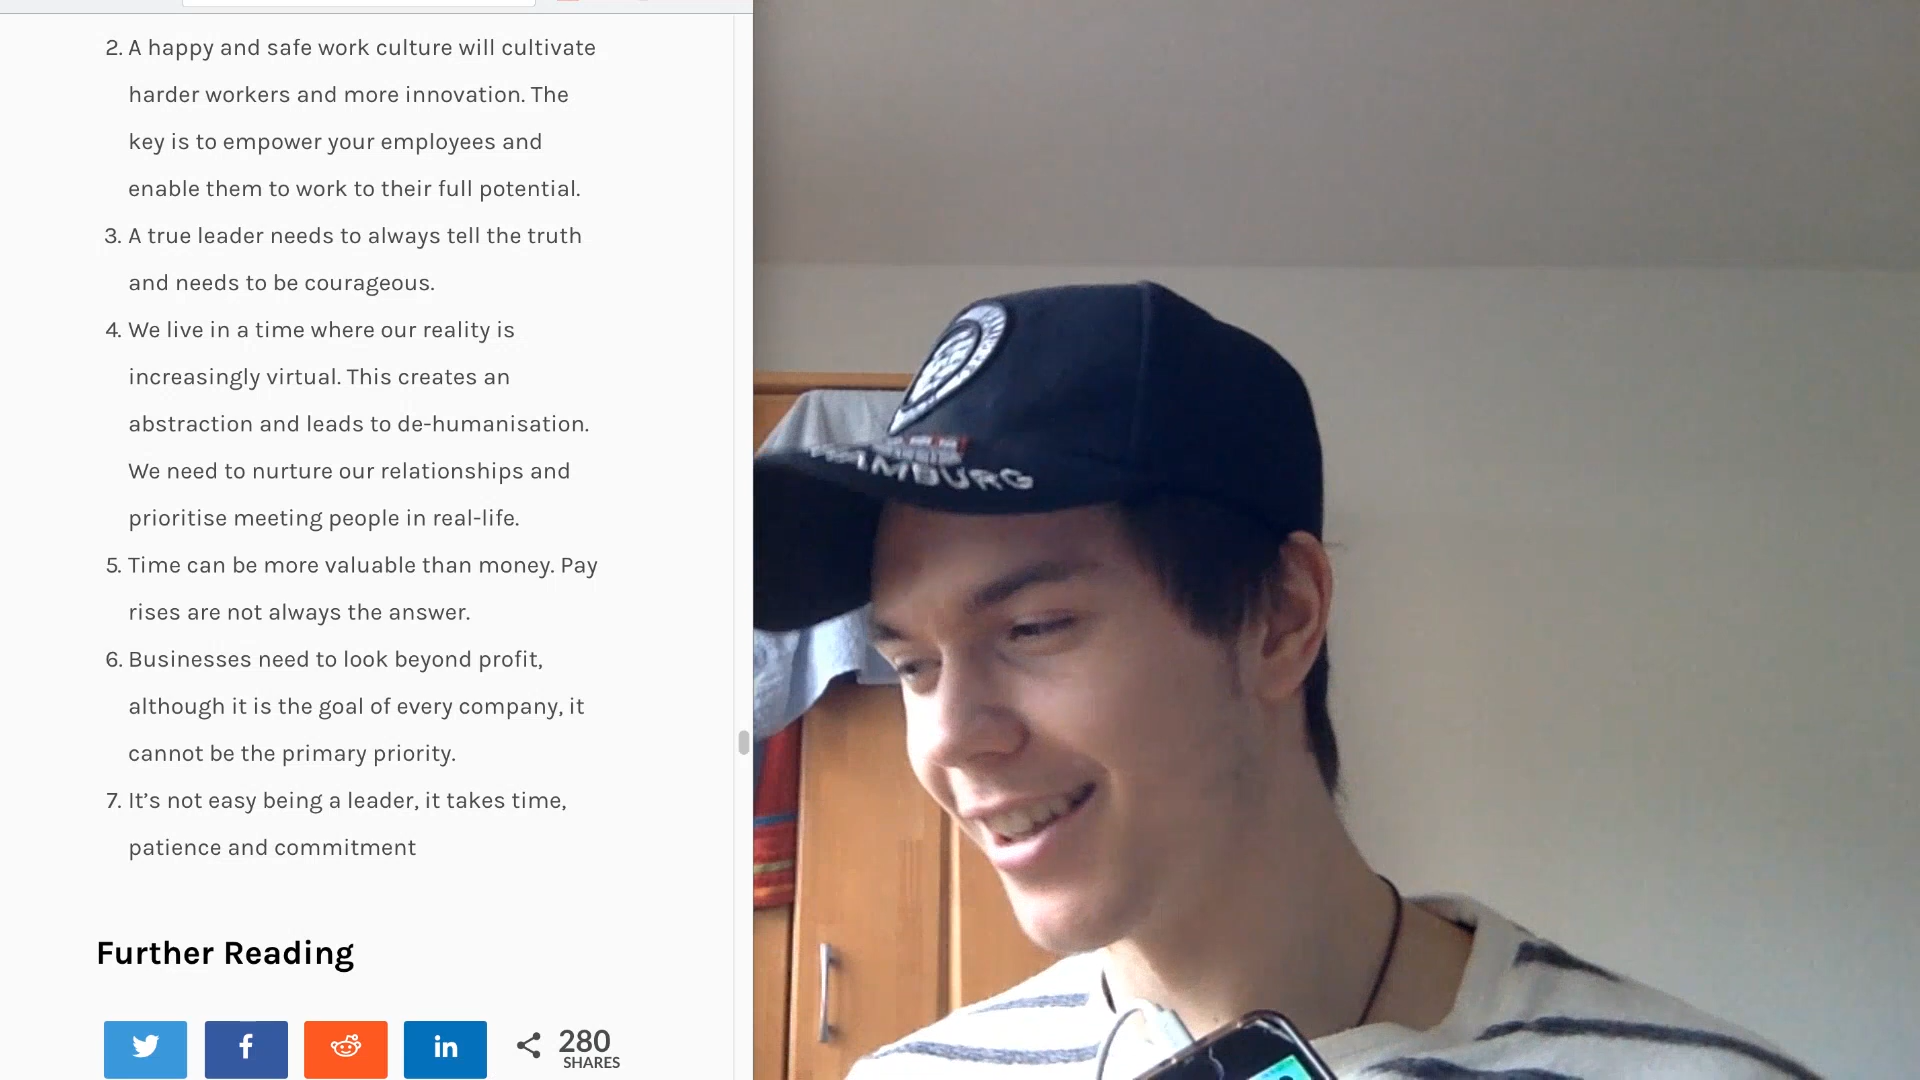 2. A happy and safe work culture will cultivate
harder workers and more innovation. The
key is to empower your employees and
enable them to work to their full potential.
3. A true leader needs to always tell the truth
and needs to be courageous.
4. We live in a time where our reality is
increasingly virtual. This creates an
abstraction and leads to de-humanisation.
We need to nurture our relationships and
prioritise meeting people in real-life.
5. Time can be more valuable than money. Pay
rises are not always the answer.
6. Businesses need to look beyond profit,
although it is the goal of every company, it
cannot be the primary priority.
7. It’s not easy being a leader, it takes time,
patience and commitment
Further Reading
280
SHARES
HAMBURG